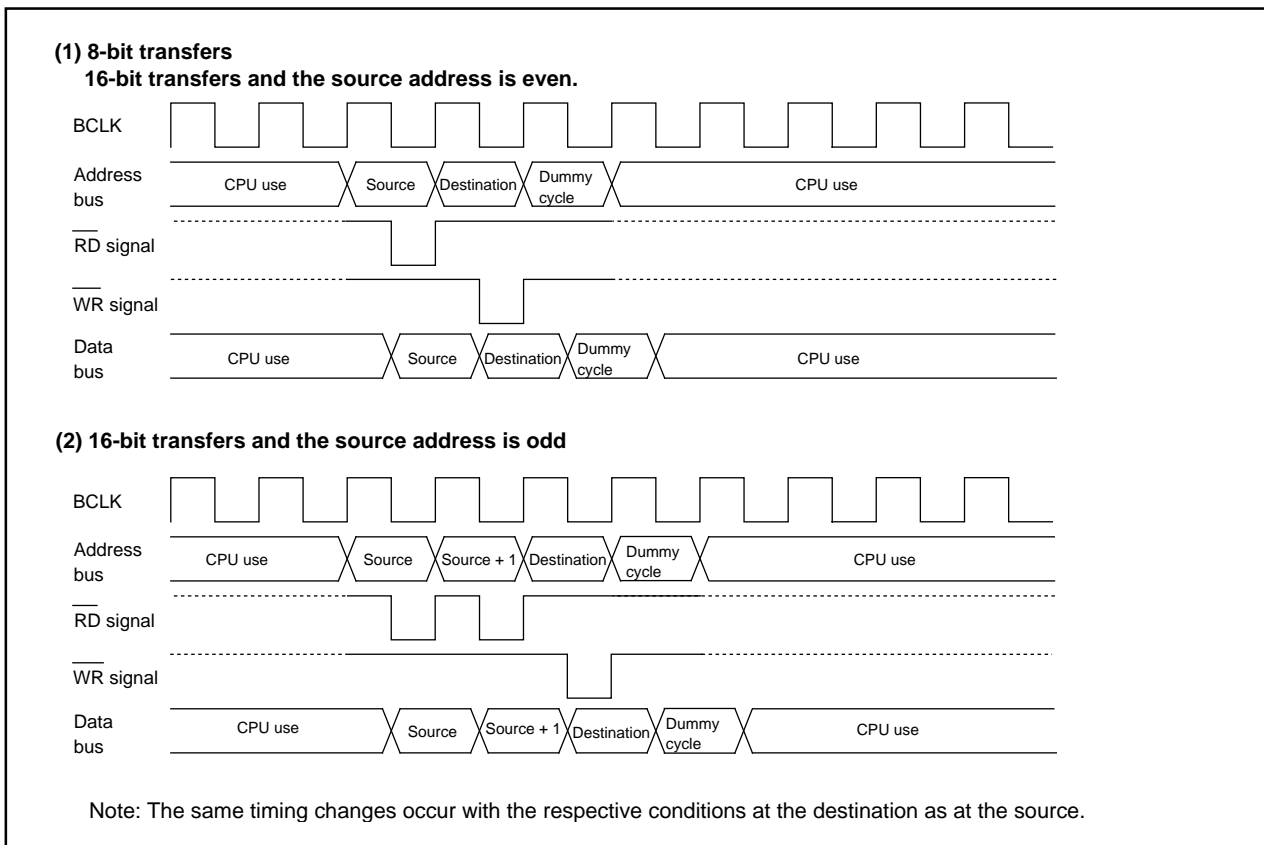 (1) 8-bit transfers
16-bit transfers and the source address is even.
BCLK
Address
bus
CPU use
Source
Destination
Dummy
cycle
CPU use
RD signal
WR signal
Data
bus
CPU use
Source
Destination
Dummy
cycle
CPU use
(2) 16-bit transfers and the source address is odd
BCLK
Address
bus
CPU use
Source
Source + 1
Destination
Dummy
cycle
CPU use
RD signal
WR signal
Data
bus
CPU use
Source
Source + 1
Destination
Dummy
cycle
CPU use
Note: The same timing changes occur with the respective conditions at the destination as at the source.